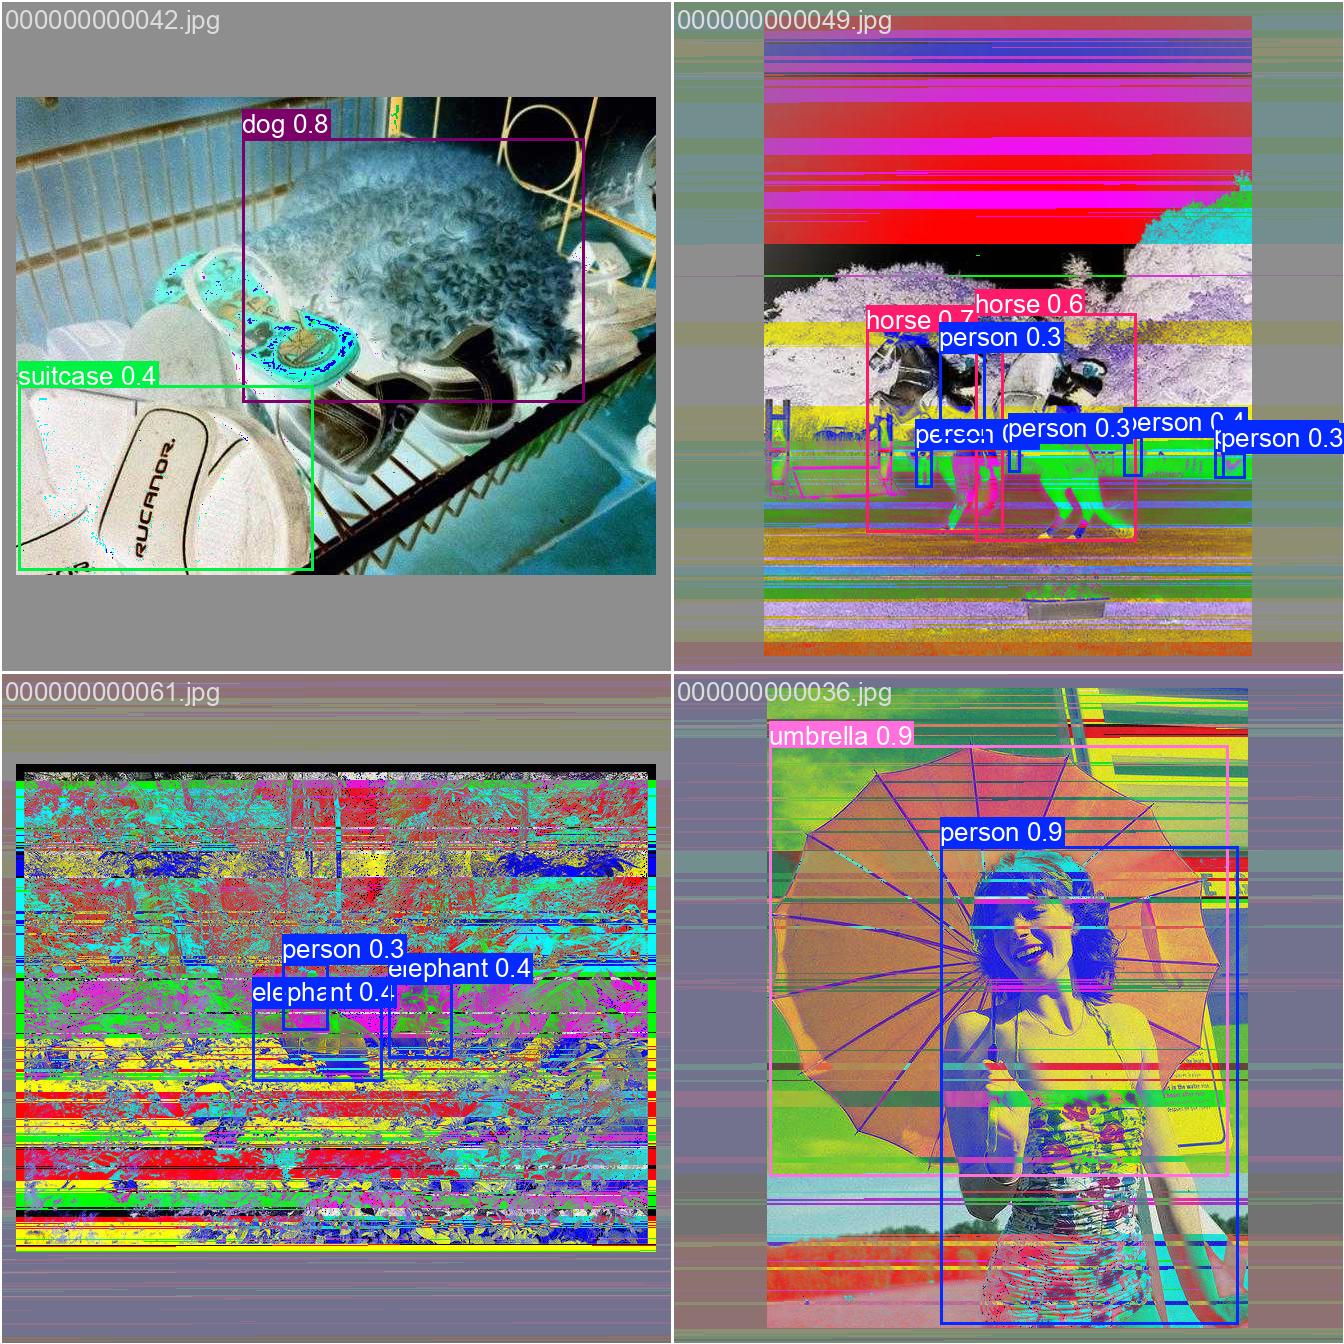 000000000042.jpg
dog 0.8
suitcase 0.4
RUCANOR.
000000000049.jpg
horse 0.7
horse 0.6
person 0.3
person
person 0.3
person 0.4
person 0.3
000000000061.jpg
person 0.3
elephant 0.4
elephant 0.4
000000000036.jpg
umbrella 0.9
person 0.9